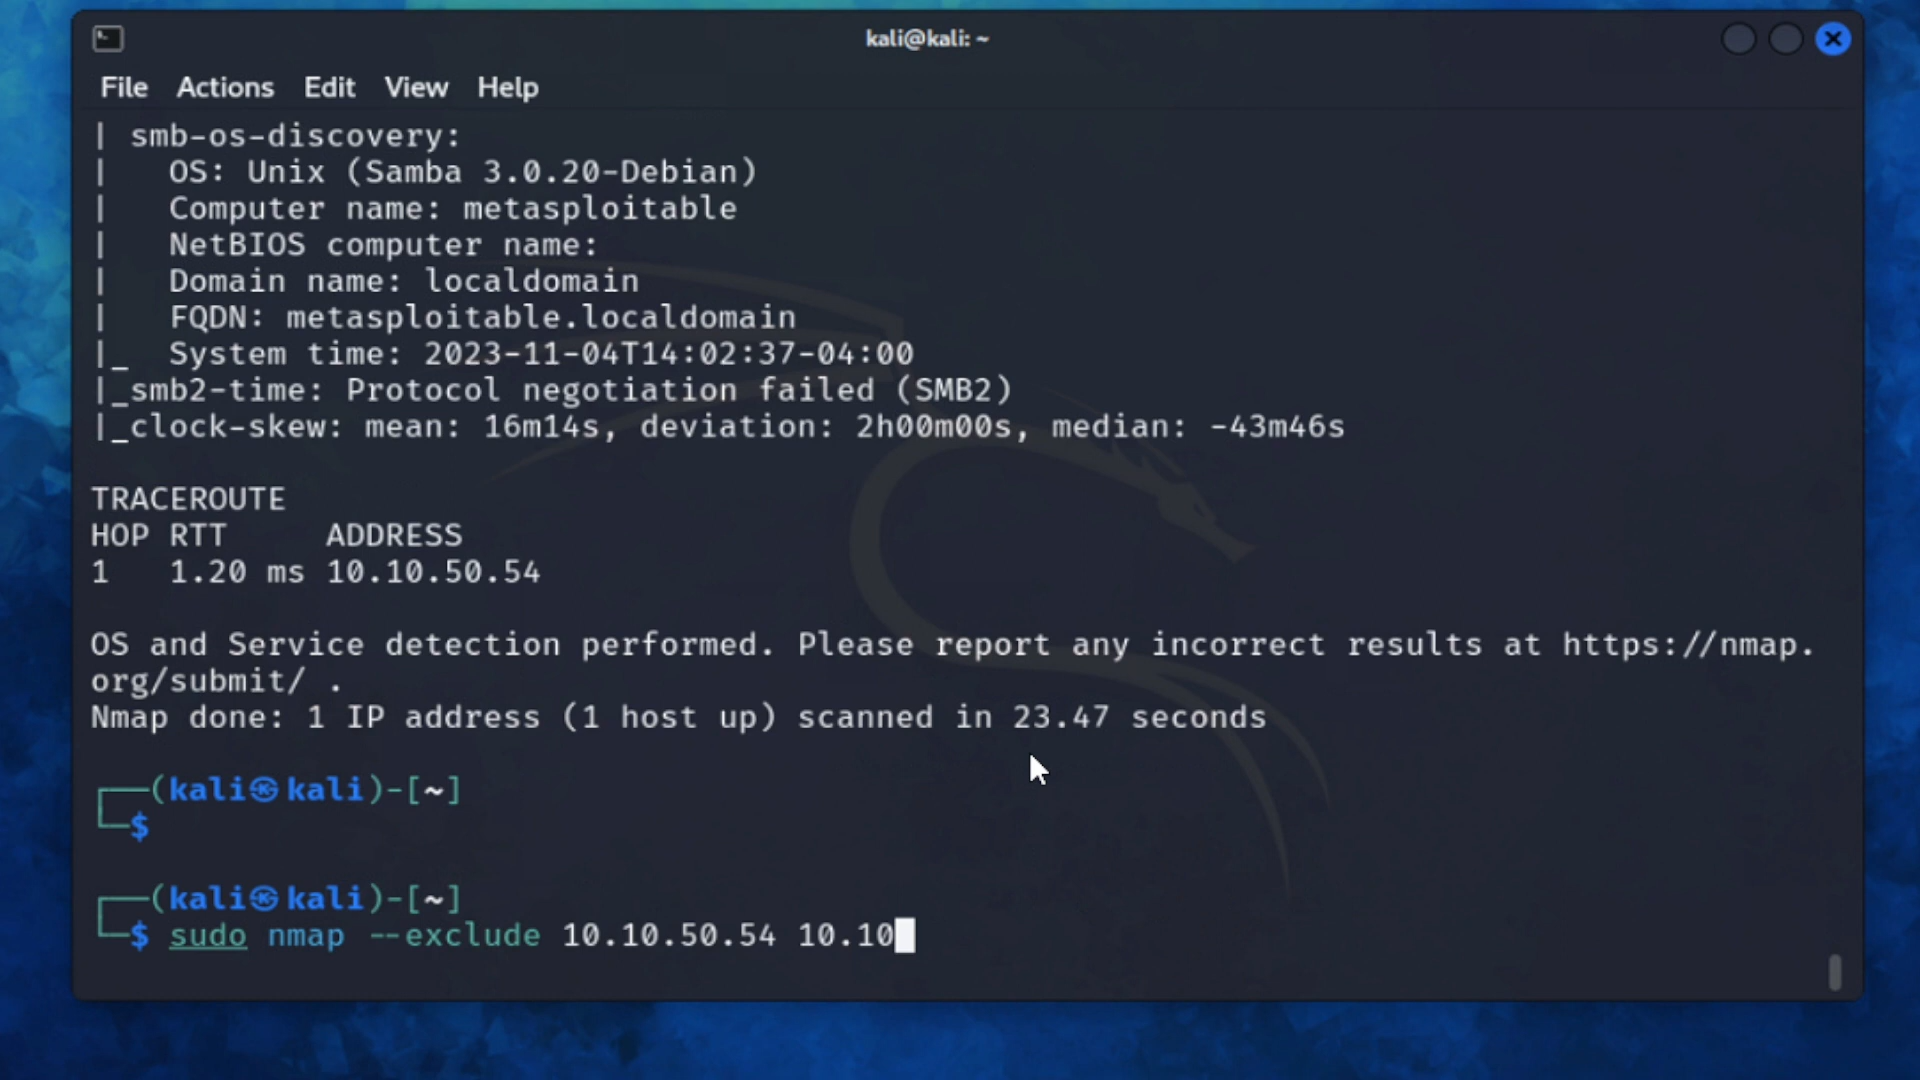 kali@kali: ~
File Actions Edit View Help
| smb-os-discovery:
|   OS: Unix (Samba 3.0.20-Debian)
|   Computer name: metasploitable
|   NetBIOS computer name:
|   Domain name: localdomain
|   FQDN: metasploitable.localdomain
|_  System time: 2023-11-04T14:02:37-04:00
|_smb2-time: Protocol negotiation failed (SMB2)
|_clock-skew: mean: 16m14s, deviation: 2h00m00s, median: -43m46s
TRACEROUTE
HOP RTT     ADDRESS
1   1.20 ms 10.10.50.54
OS and Service detection performed. Please report any incorrect results at https://nmap.
org/submit/ .
Nmap done: 1 IP address (1 host up) scanned in 23.47 seconds
┌──(kali㉿kali)-[~]
└─$
┌──(kali㉿kali)-[~]
└─$ sudo nmap --exclude 10.10.50.54 10.10